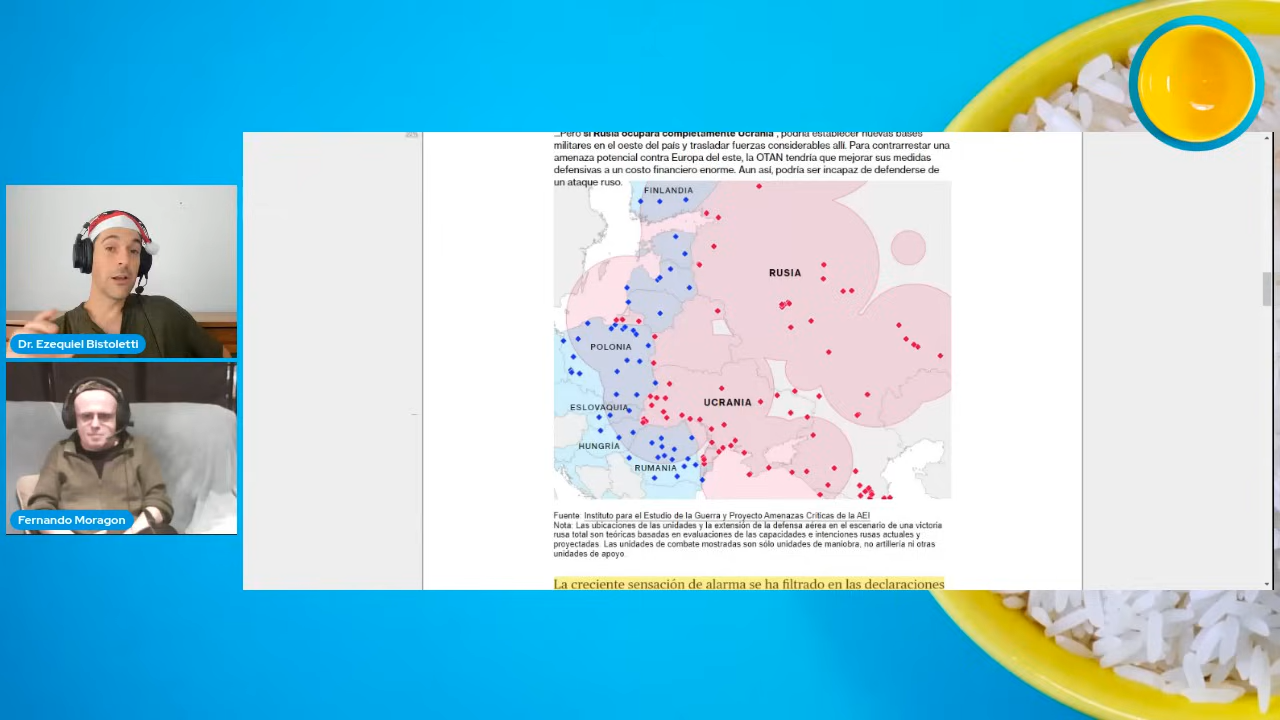 ...Pero si Rusia ocupara completamente Ucrania , podría establecer nuevas bases
militares en el oeste del país y trasladar fuerzas considerables allí. Para contrarrestar una
amenaza potencial contra Europa del este, la OTAN tendría que mejorar sus medidas
defensivas a un costo financiero enorme. Aun así, podría ser incapaz de defenderse de
un ataque ruso.
FINLANDIA
RUSIA
POLONIA
UCRANIA
ESLOVAQUIA
HUNGRÍA
RUMANIA
Fuente: Instituto para el Estudio de la Guerra y Proyecto Amenazas Críticas de la AEI
Nota: Las ubicaciones de las unidades y la extensión de la defensa aérea en el escenario de una victoria
rusa total son teóricas basadas en evaluaciones de las capacidades e intenciones rusas actuales y
proyectadas. Las unidades de combate mostradas son sólo unidades de maniobra, no artillería ni otras
unidades de apoyo.
La creciente sensación de alarma se ha filtrado en las declaraciones
Dr. Ezequiel Bistoletti
Fernando Moragon